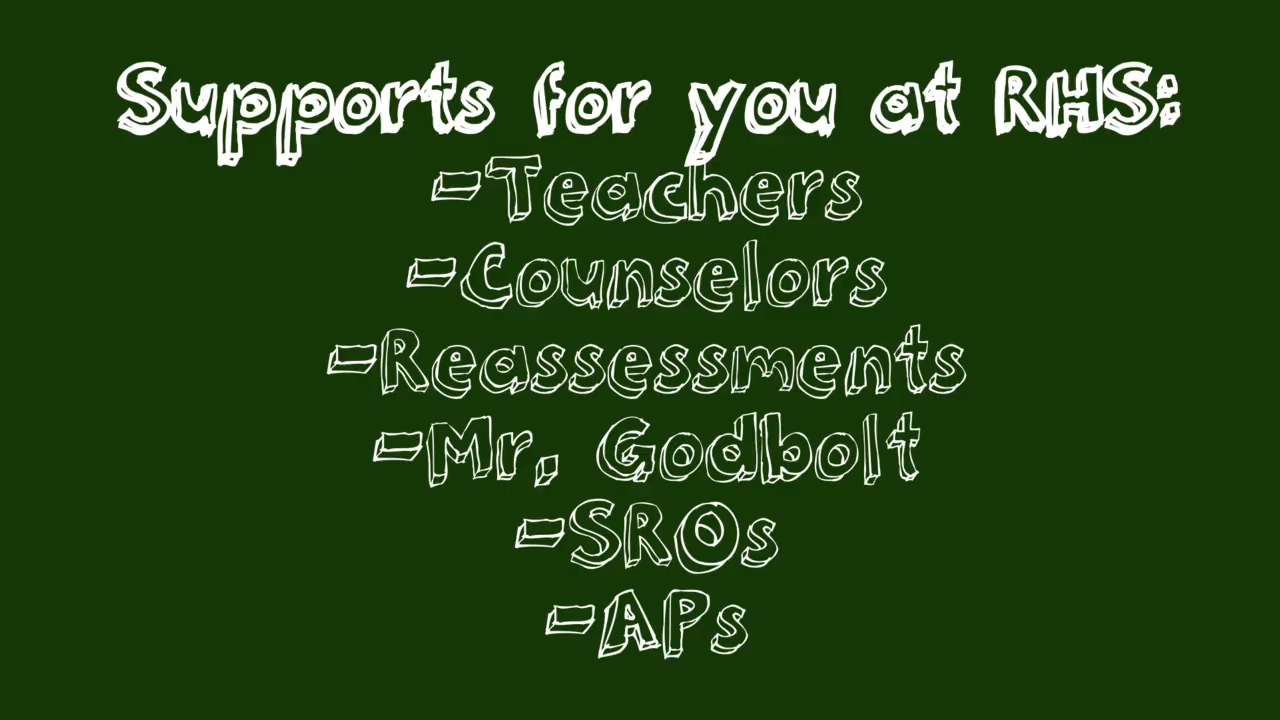 Supports for you at RHS:
-Teachers
-Counselors
-Reassessments
-Mr. Godbolt
-SROs
-APs